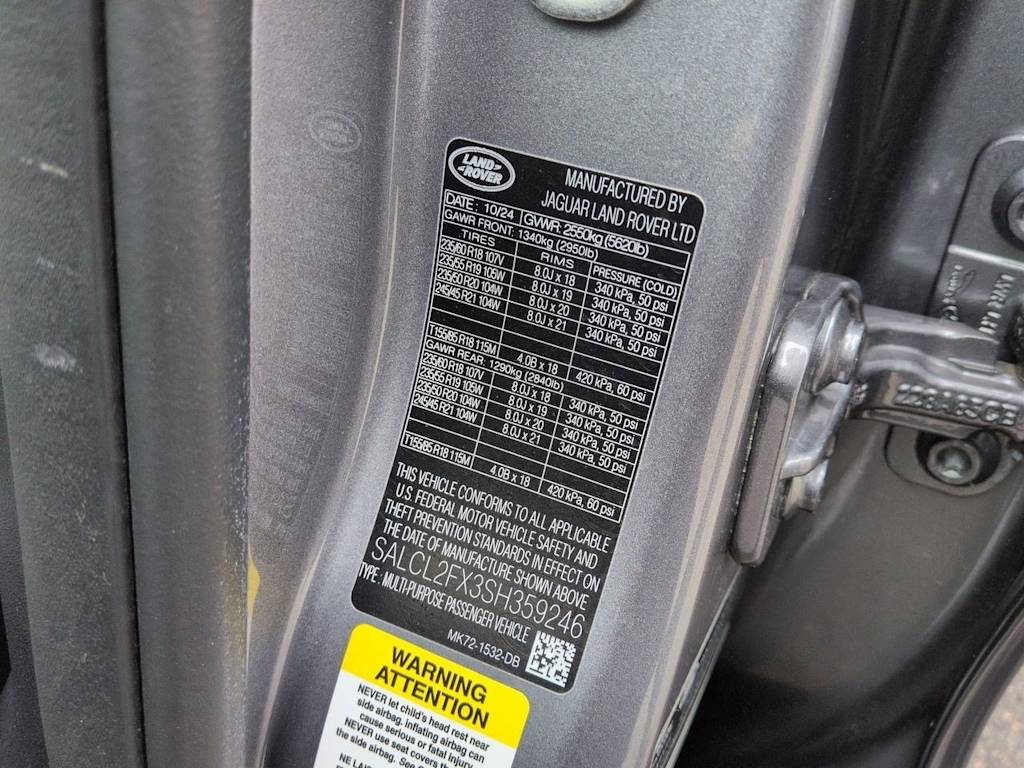 LAND-
-ROVER
MANUFACTURED BY
JAGUAR LAND ROVER LTD
DATE: 10/24 GVWR: 2550kg (5620lb)
GAWR FRONT: 1340kg (2950lb)
TIRES RIMS PRESSURE (COLD)
235/60 R18 107V 8.0J x 18 340 kPa, 50 psi
235/55 R19 105W 8.0J x 19 340 kPa, 50 psi
235/50 R20 104W 8.0J x 20 340 kPa, 50 psi
245/45 R21 104W 8.0J x 21 340 kPa, 50 psi
T155/85 R18 115M 4.0B x 18 420 kPa, 60 psi
GAWR REAR: 1290kg (2840lb)
235/60 R18 107V 8.0J x 18 340 kPa, 50 psi
235/55 R19 105W 8.0J x 19 340 kPa, 50 psi
235/50 R20 104W 8.0J x 20 340 kPa, 50 psi
245/45 R21 104W 8.0J x 21 340 kPa, 50 psi
T155/85 R18 115M 4.0B x 18 420 kPa, 60 psi
THIS VEHICLE CONFORMS TO ALL APPLICABLE
U.S. FEDERAL MOTOR VEHICLE SAFETY AND
THEFT PREVENTION STANDARDS IN EFFECT ON
THE DATE OF MANUFACTURE SHOWN ABOVE
SALCL2FX3SH359246
TYPE: MULTI-PURPOSE PASSENGER VEHICLE
MK72-1532-DB
WARNING
ATTENTION
NEVER let child's head rest near
side airbag. inflating airbag can
cause serious or fatal injury.
NEVER use seat covers th
the side airbag. See
NE LAI